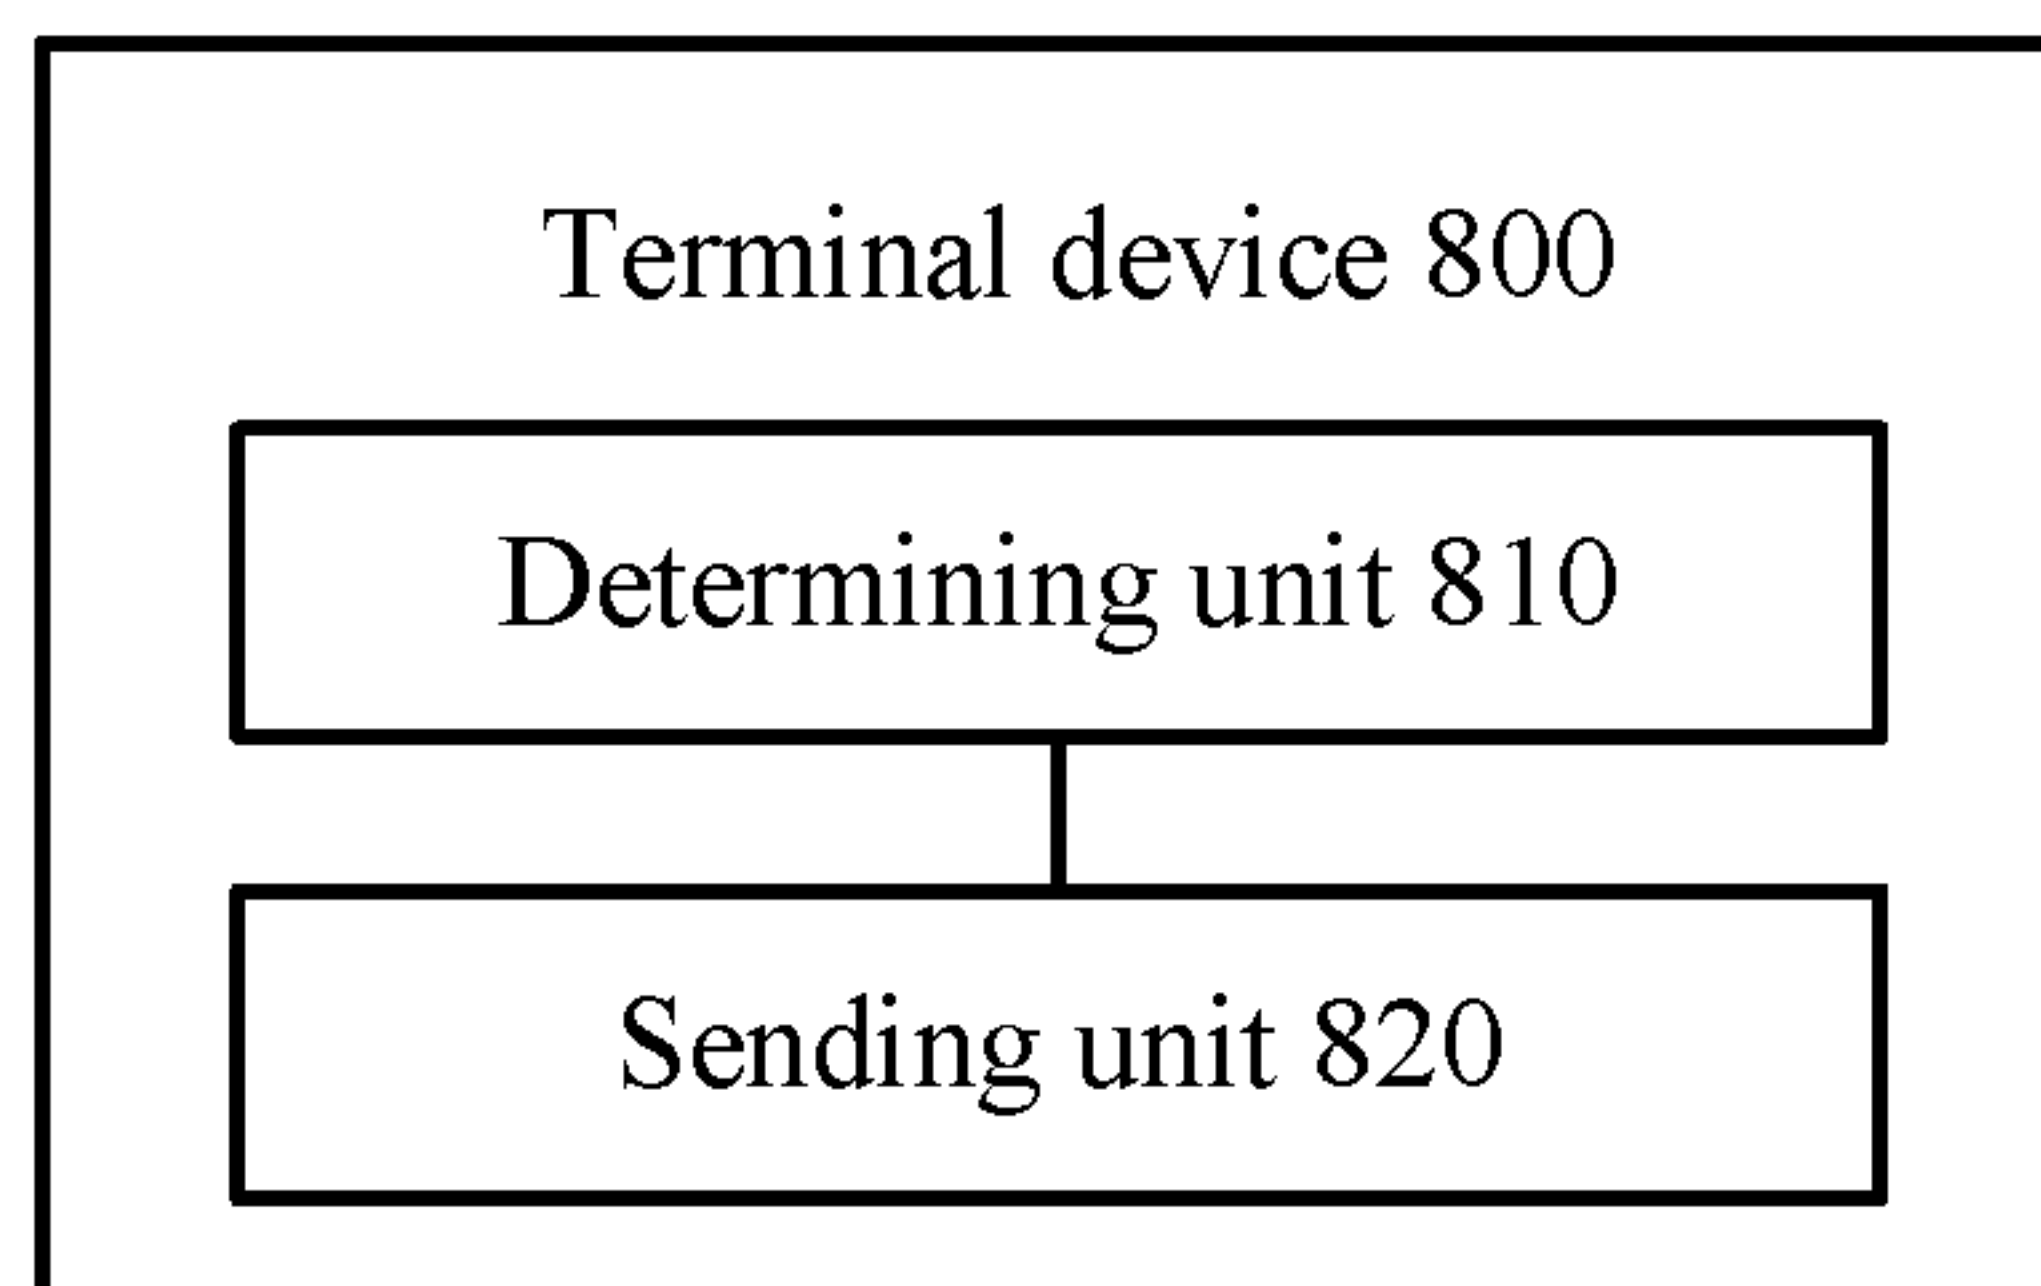 Terminal device 800
Determining unit 810
Sending unit 820